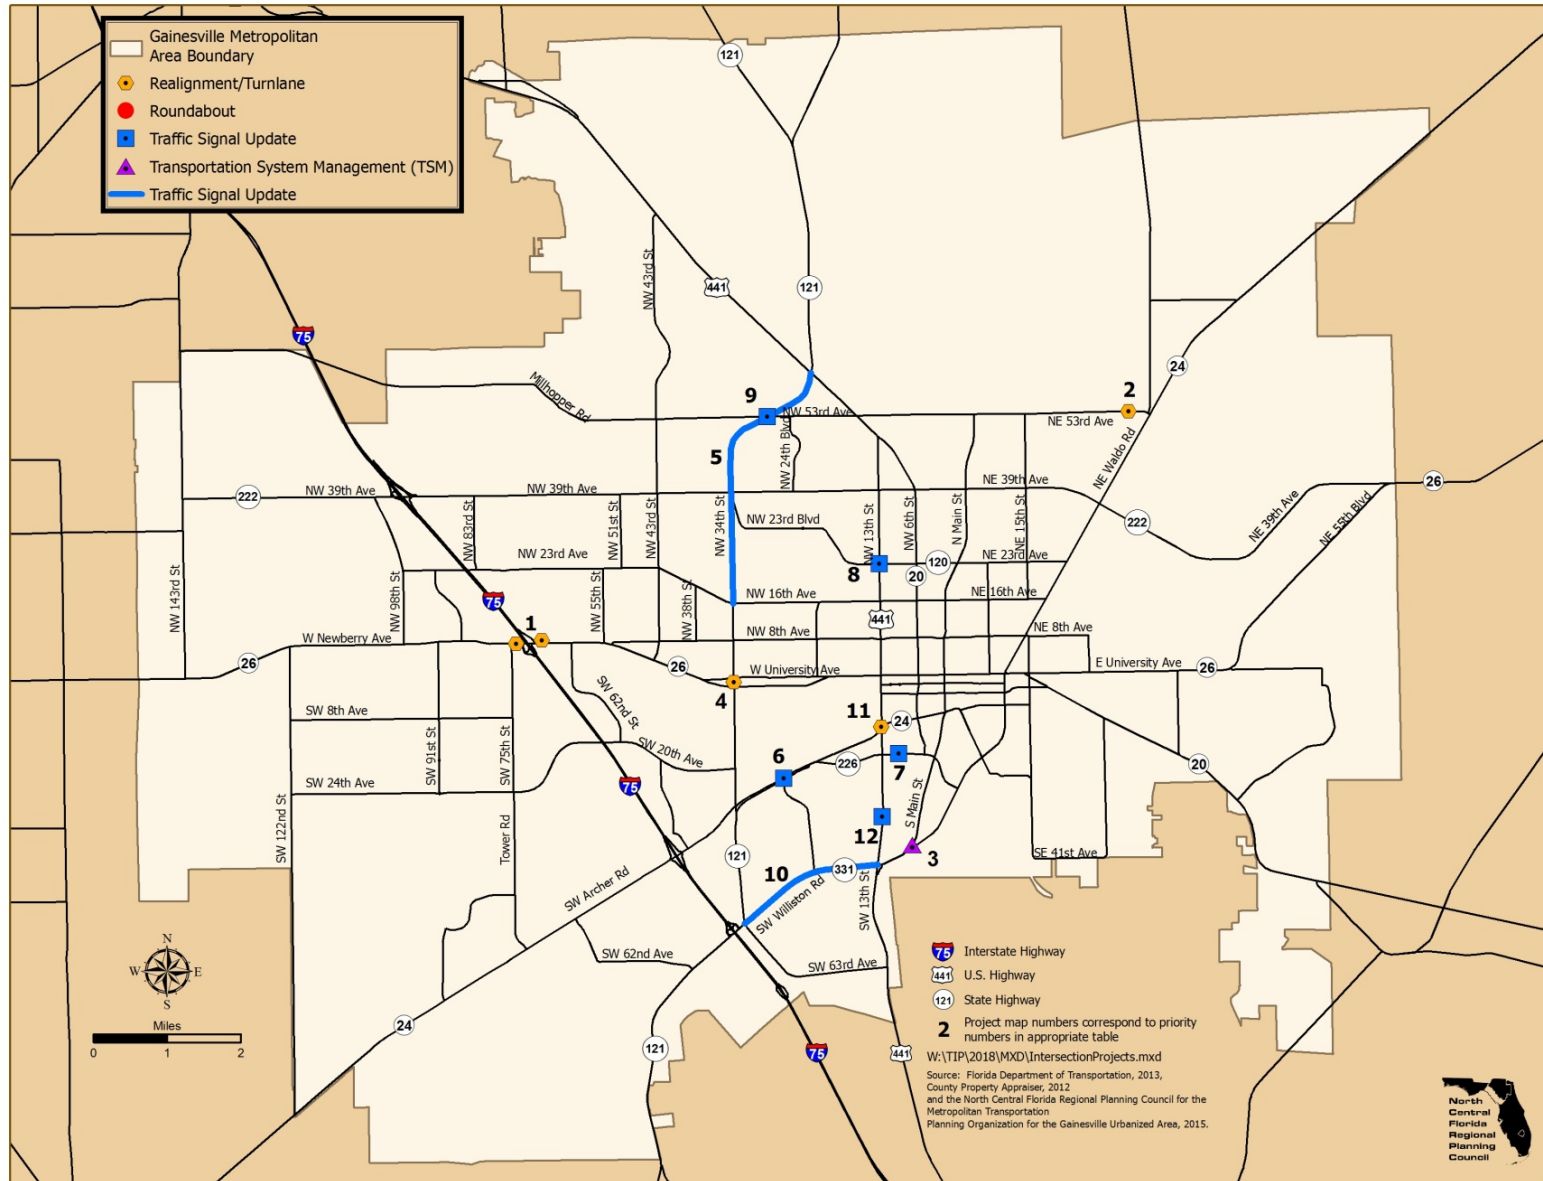 Gainesville Metropolitan
Area Boundary
Realignment/Turnlane
Roundabout
Traffic Signal Update
Transportation System Management (TSM)
Traffic Signal Update
121
441
121
75
NW 43rd St
24
Millhopper Rd
9
NW 53rd Ave
2
NE 53rd Ave
5
NW 24th Blvd
NE Waldo Rd
222
NW 39th Ave
NW 39th Ave
NE 39th Ave
26
NE 39th Ave
NE 55th Blvd
222
NW 83rd St
NW 51st St
NW 43rd St
NW 34th St
NW 23rd Blvd
NW 13th St
NW 6th St
N Main St
NE 15th St
NW 23rd Ave
8
120
NE 23rd Ave
20
NW 143rd St
NW 98th St
75
NW 55th St
NW 38th St
NW 16th Ave
NE 16th Ave
441
1
W Newberry Ave
NW 8th Ave
NE 8th Ave
26
26
W University Ave
E University Ave
26
4
SW 62nd St
SW 8th Ave
11
24
SW 91st St
SW 75th St
SW 20th Ave
6
226
7
20
SW 24th Ave
75
S Main St
SW 122nd St
Tower Rd
12
3
SE 41st Ave
121
10
331
SW Archer Rd
SW Williston Rd
SW 13th St
SW 62nd Ave
SW 63rd Ave
24
121
75
441
N
W
E
S
Miles
0 1 2
75 Interstate Highway
441 U.S. Highway
121 State Highway
2 Project map numbers correspond to priority
numbers in appropriate table
W:\TIP\2018\MXD\IntersectionProjects.mxd
Source: Florida Department of Transportation, 2013,
County Property Appraiser, 2012
and the North Central Florida Regional Planning Council for the
Metropolitan Transportation
Planning Organization for the Gainesville Urbanized Area, 2015.
North
Central
Florida
Regional
Planning
Council